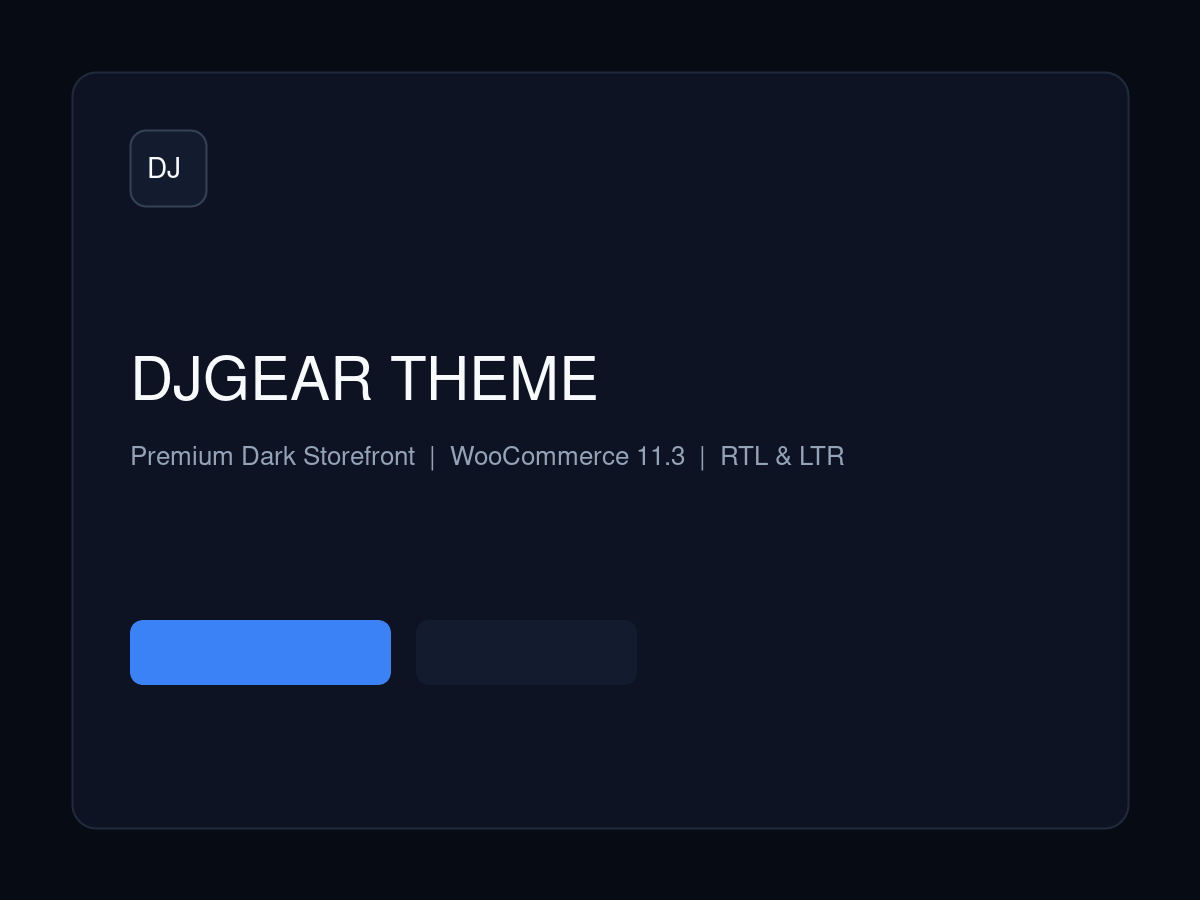 DJ
DJGEAR THEME
Premium Dark Storefront | WooCommerce 11.3 | RTL & LTR